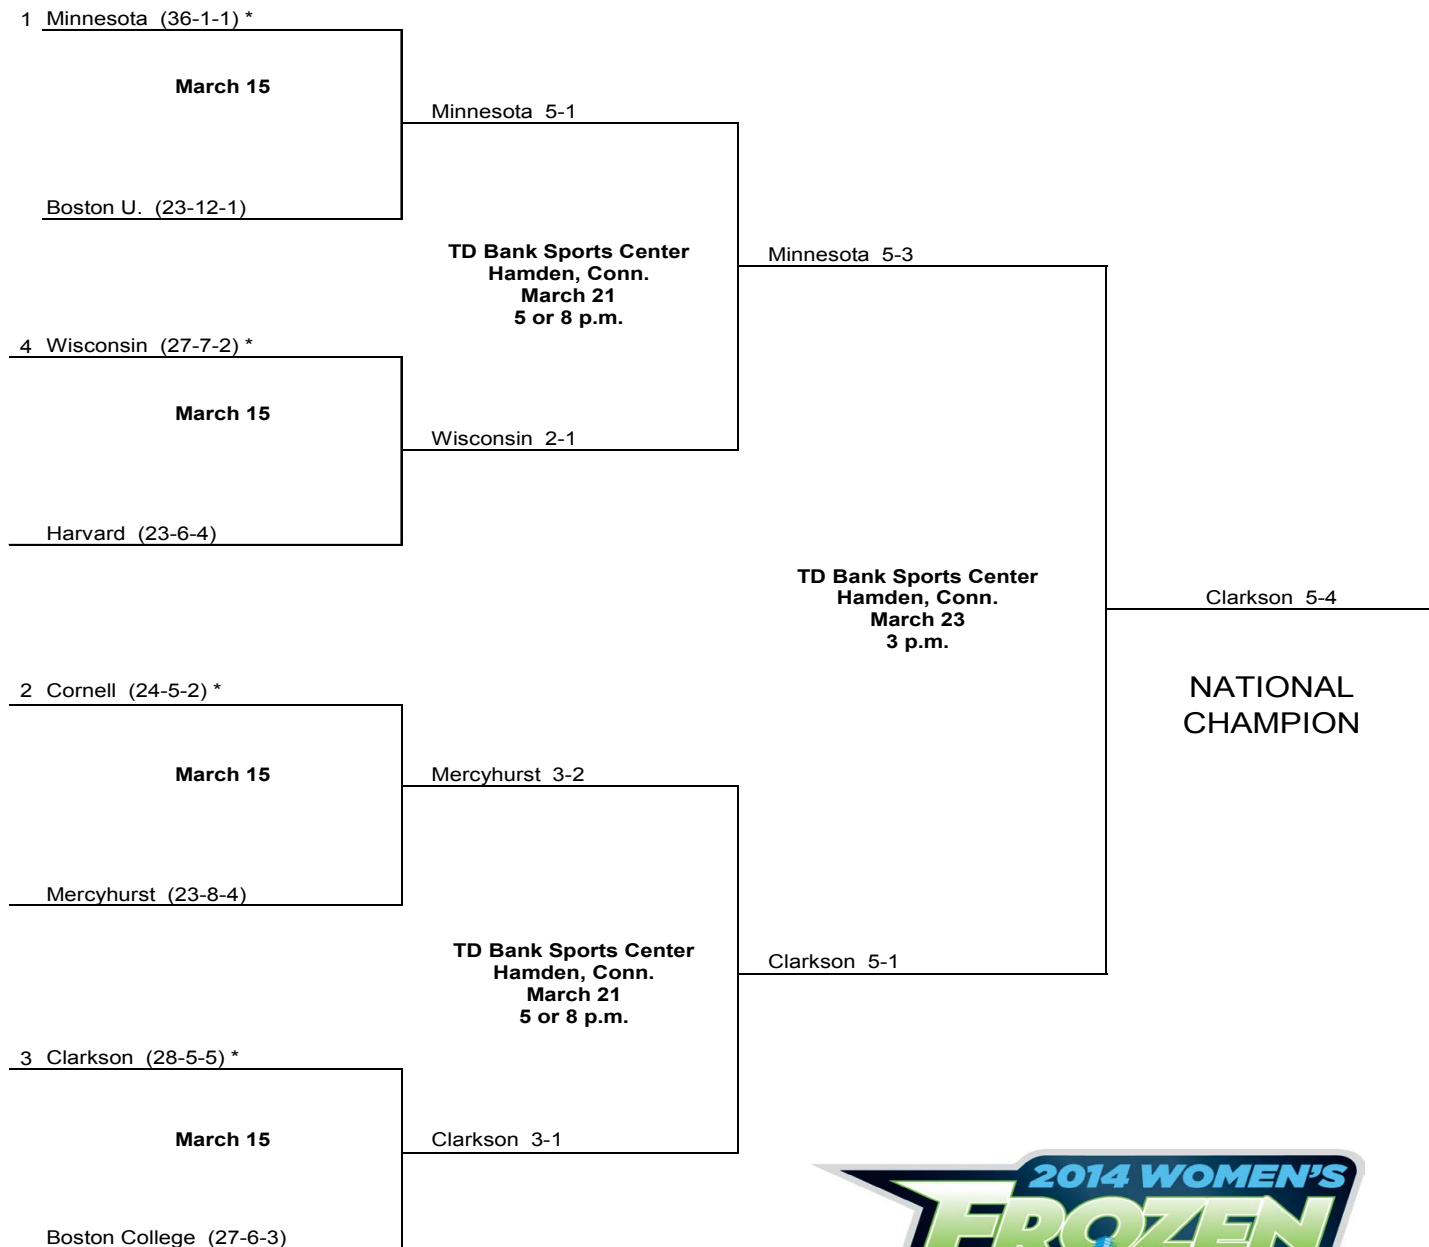 1 Minnesota (36-1-1) *
March 15
Minnesota 5-1
Boston U. (23-12-1)
TD Bank Sports Center
Hamden, Conn.
March 21
5 or 8 p.m.
Minnesota 5-3
4 Wisconsin (27-7-2) *
March 15
Wisconsin 2-1
Harvard (23-6-4)
TD Bank Sports Center
Hamden, Conn.
March 23
3 p.m.
Clarkson 5-4
NATIONAL
CHAMPION
2 Cornell (24-5-2) *
March 15
Mercyhurst 3-2
Mercyhurst (23-8-4)
TD Bank Sports Center
Hamden, Conn.
March 21
5 or 8 p.m.
Clarkson 5-1
3 Clarkson (28-5-5) *
March 15
Clarkson 3-1
Boston College (27-6-3)
2014 WOMEN'S
FROZEN